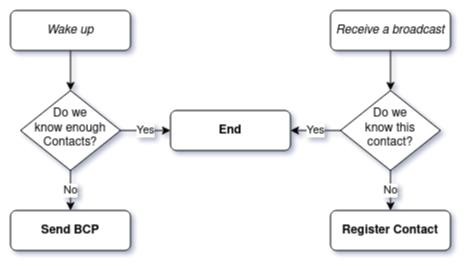 Wake up
Receive a broadcast
Do we
know enough
Contacts?
Yes
End
Yes
Do we
know this
contact?
No
No
Send BCP
Register Contact